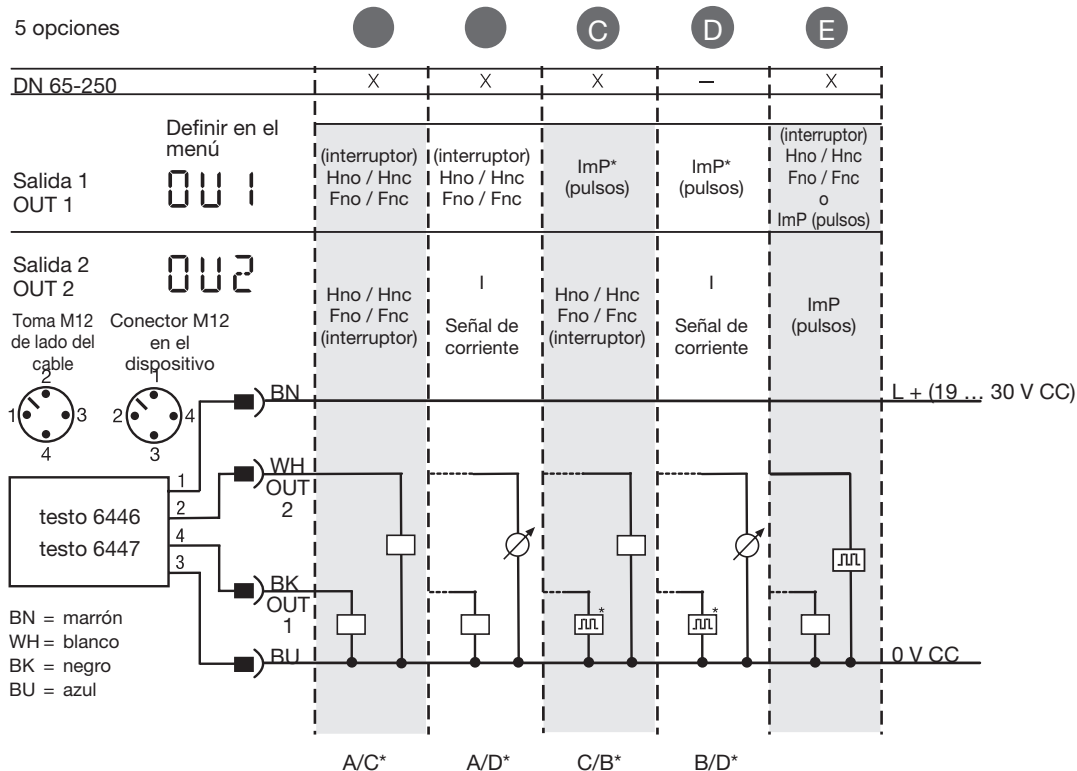 5 opciones
C D E
DN 65-250 X X X — X
Definir en el
menú
Salida 1
OUT 1
OU1
(interruptor)
Hno / Hnc
Fno / Fnc
(interruptor)
Hno / Hnc
Fno / Fnc
ImP*
(pulsos)
ImP*
(pulsos)
(interruptor)
Hno / Hnc
Fno / Fnc
o
ImP (pulsos)
Salida 2
OUT 2
OU2
Hno / Hnc
Fno / Fnc
(interruptor)
I
Señal de
corriente
Hno / Hnc
Fno / Fnc
(interruptor)
I
Señal de
corriente
ImP
(pulsos)
Toma M12
de lado del
cable
2
1 3
4
Conector M12
en el
dispositivo
1
2 4
3
BN
L + (19 … 30 V CC)
WH
OUT
2
testo 6446
testo 6447
1
2
4
3
BK
OUT
1
* *
BU
0 V CC
BN = marrón
WH = blanco
BK = negro
BU = azul
A/C* A/D* C/B* B/D*